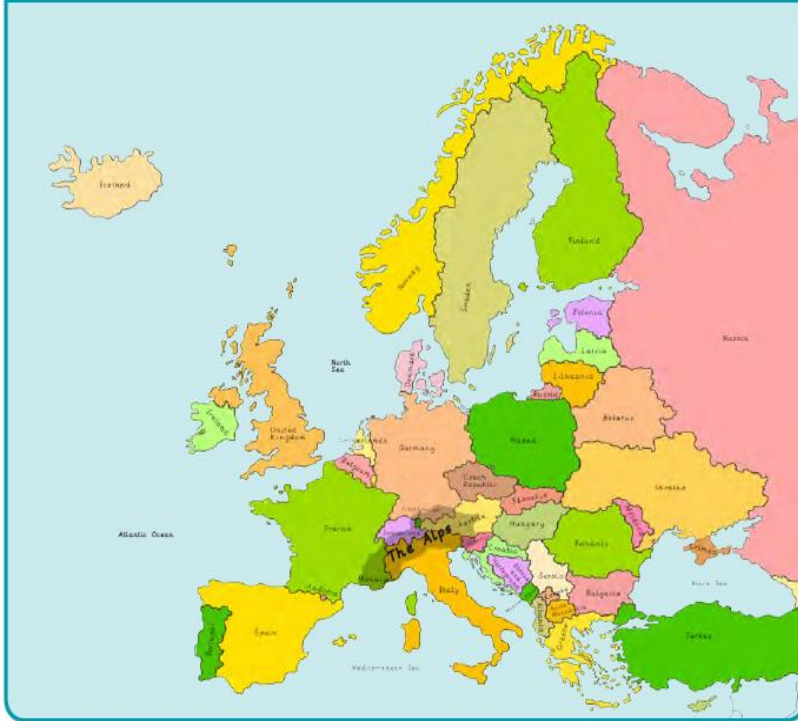 Iceland
Norway
Sweden
Finland
Russia
Estonia
Latvia
Lithuania
Russia
Belarus
North
Sea
Denmark
Ireland
United
Kingdom
Netherlands
Belgium
Germany
Poland
Czech
Republic
Slovakia
Ukraine
Atlantic Ocean
France
Austria
Hungary
Romania
The Alps
Monaco
Croatia
Serbia
Crimea
Black Sea
Andorra
Italy
Bulgaria
Portugal
Spain
Albania
Greece
Turkey
Mediterranean Sea